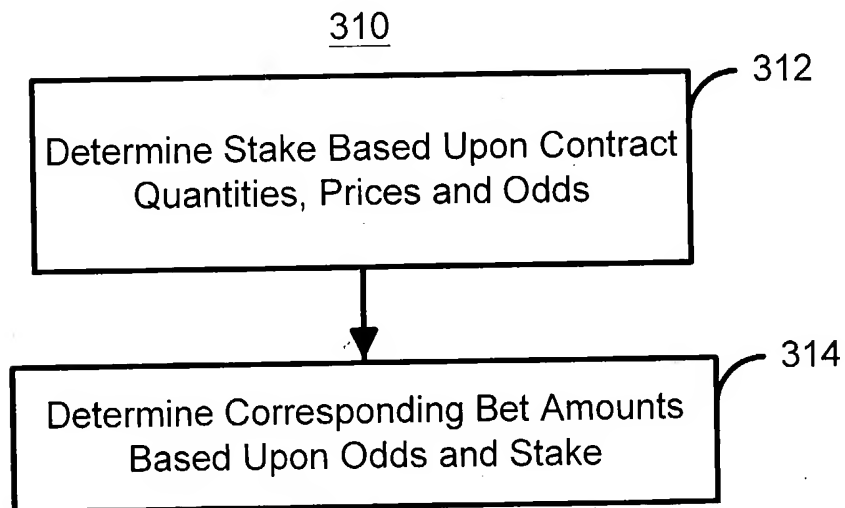 310
312
Determine Stake Based Upon Contract
Quantities, Prices and Odds
314
Determine Corresponding Bet Amounts
Based Upon Odds and Stake